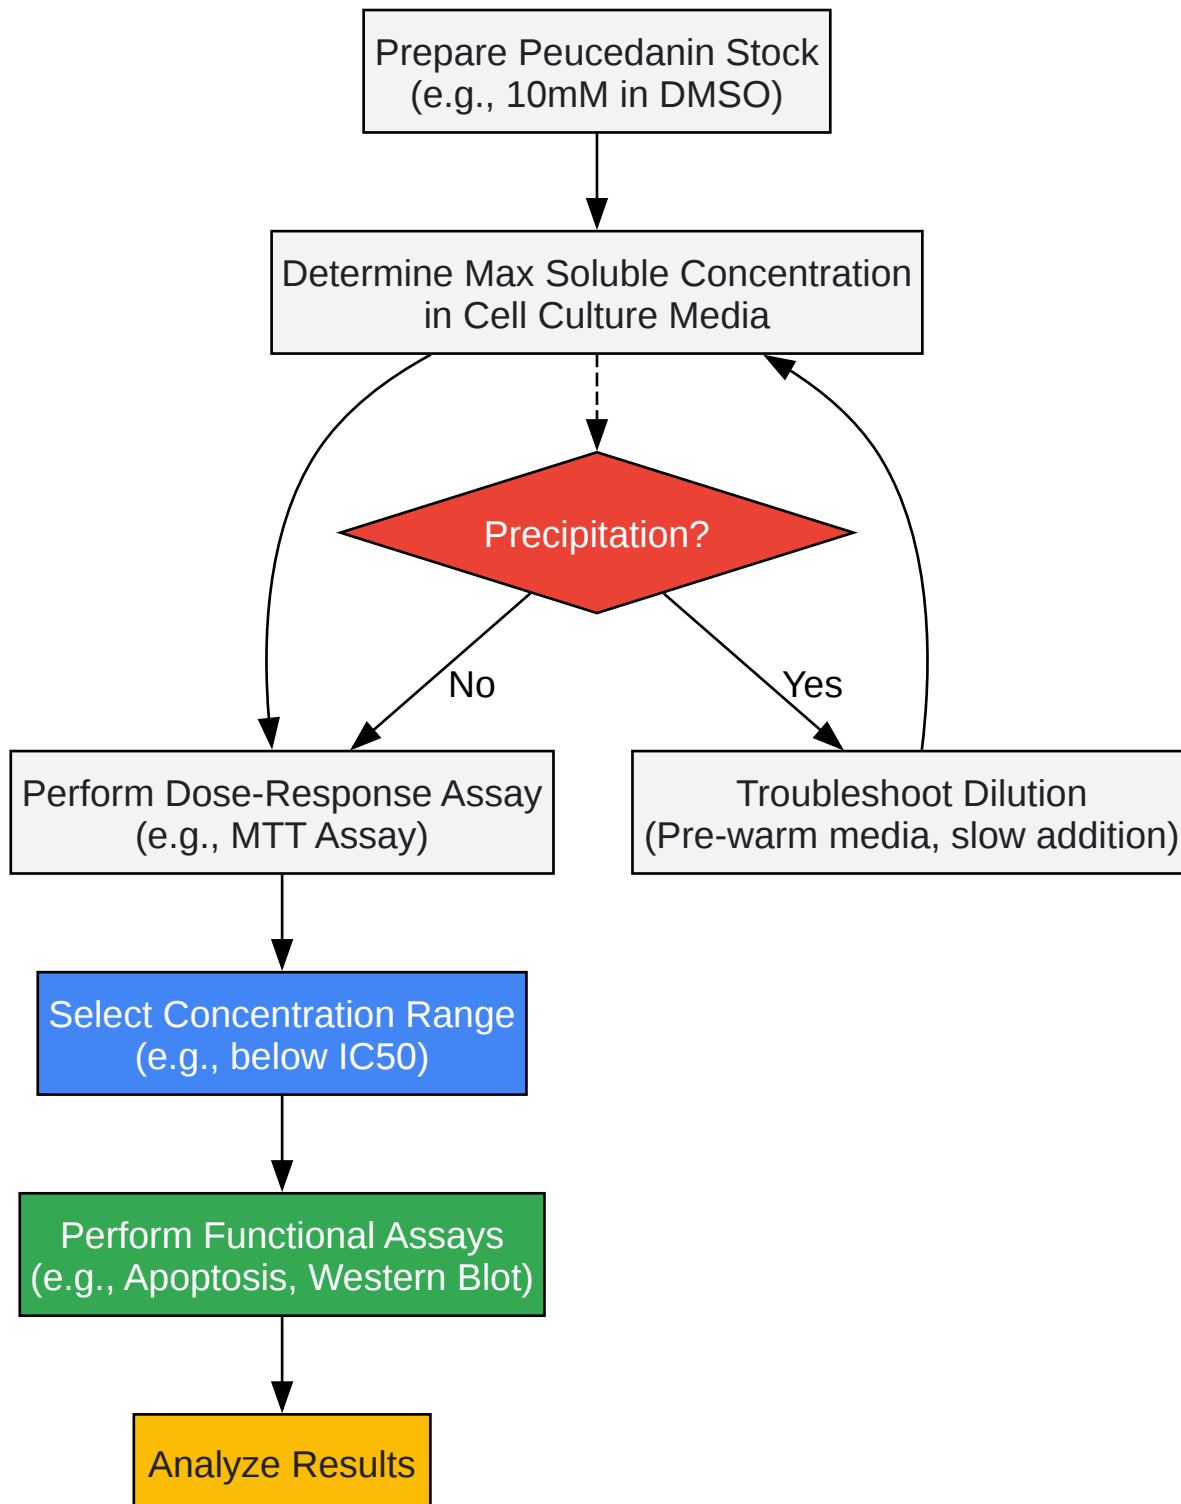 Prepare Peucedanin Stock
(e.g., 10mM in DMSO)
Determine Max Soluble Concentration
in Cell Culture Media
Precipitation?
No
Yes
Perform Dose-Response Assay
(e.g., MTT Assay)
Troubleshoot Dilution
(Pre-warm media, slow addition)
Select Concentration Range
(e.g., below IC50)
Perform Functional Assays
(e.g., Apoptosis, Western Blot)
Analyze Results